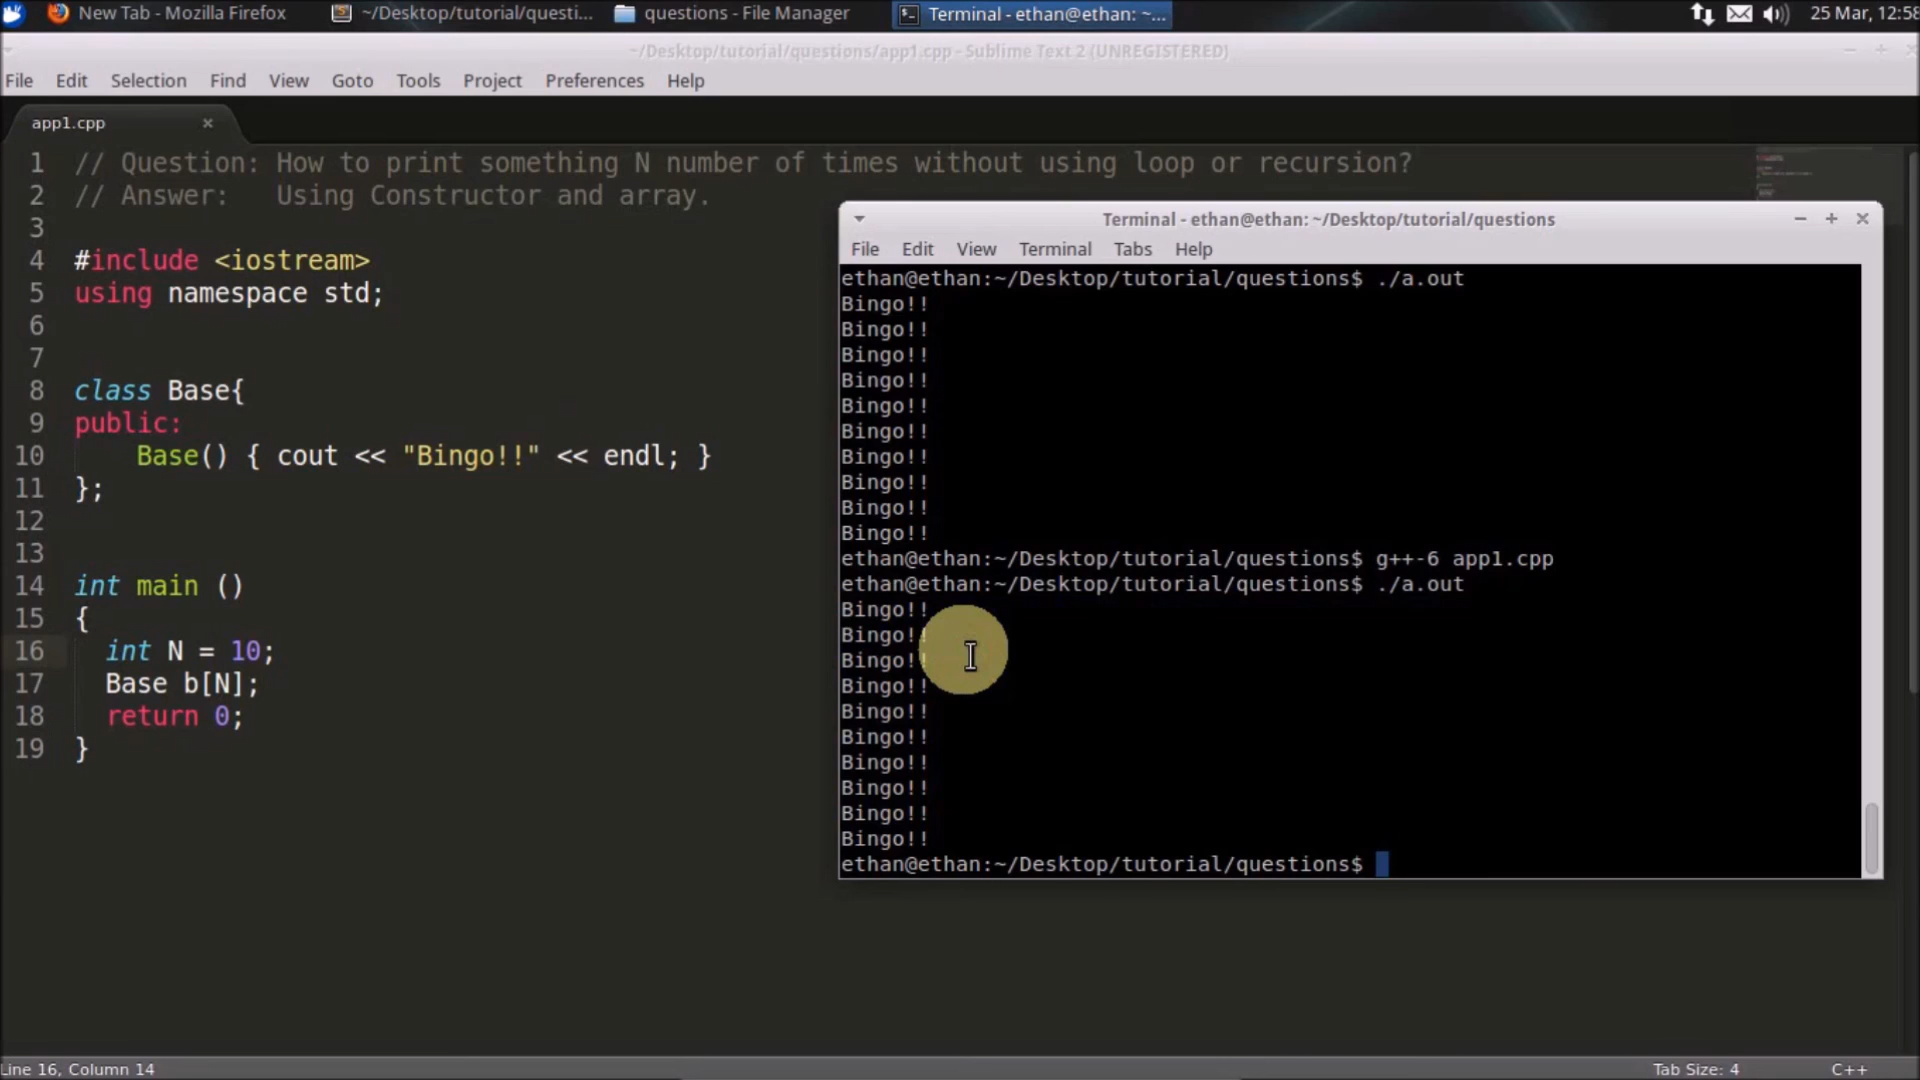 New Tab - Mozilla Firefox
~/Desktop/tutorial/questi...
questions - File Manager
Terminal - ethan@ethan: ~...
25 Mar, 12:58
~/Desktop/tutorial/questions/app1.cpp - Sublime Text 2 (UNREGISTERED)
File Edit Selection Find View Goto Tools Project Preferences Help
app1.cpp
1 // Question: How to print something N number of times without using loop or recursion?
2 // Answer:   Using Constructor and array.
3
4 #include <iostream>
5 using namespace std;
6
7
8 class Base{
9 public:
10     Base() { cout << "Bingo!!" << endl; }
11 };
12
13
14 int main ()
15 {
16   int N = 10;
17   Base b[N];
18   return 0;
19 }
Terminal - ethan@ethan: ~/Desktop/tutorial/questions
File Edit View Terminal Tabs Help
ethan@ethan:~/Desktop/tutorial/questions$ ./a.out
Bingo!!
Bingo!!
Bingo!!
Bingo!!
Bingo!!
Bingo!!
Bingo!!
Bingo!!
Bingo!!
Bingo!!
ethan@ethan:~/Desktop/tutorial/questions$ g++-6 app1.cpp
ethan@ethan:~/Desktop/tutorial/questions$ ./a.out
Bingo!!
Bingo!!
Bingo!!
Bingo!!
Bingo!!
Bingo!!
Bingo!!
Bingo!!
Bingo!!
Bingo!!
ethan@ethan:~/Desktop/tutorial/questions$
Line 16, Column 14
Tab Size: 4
C++